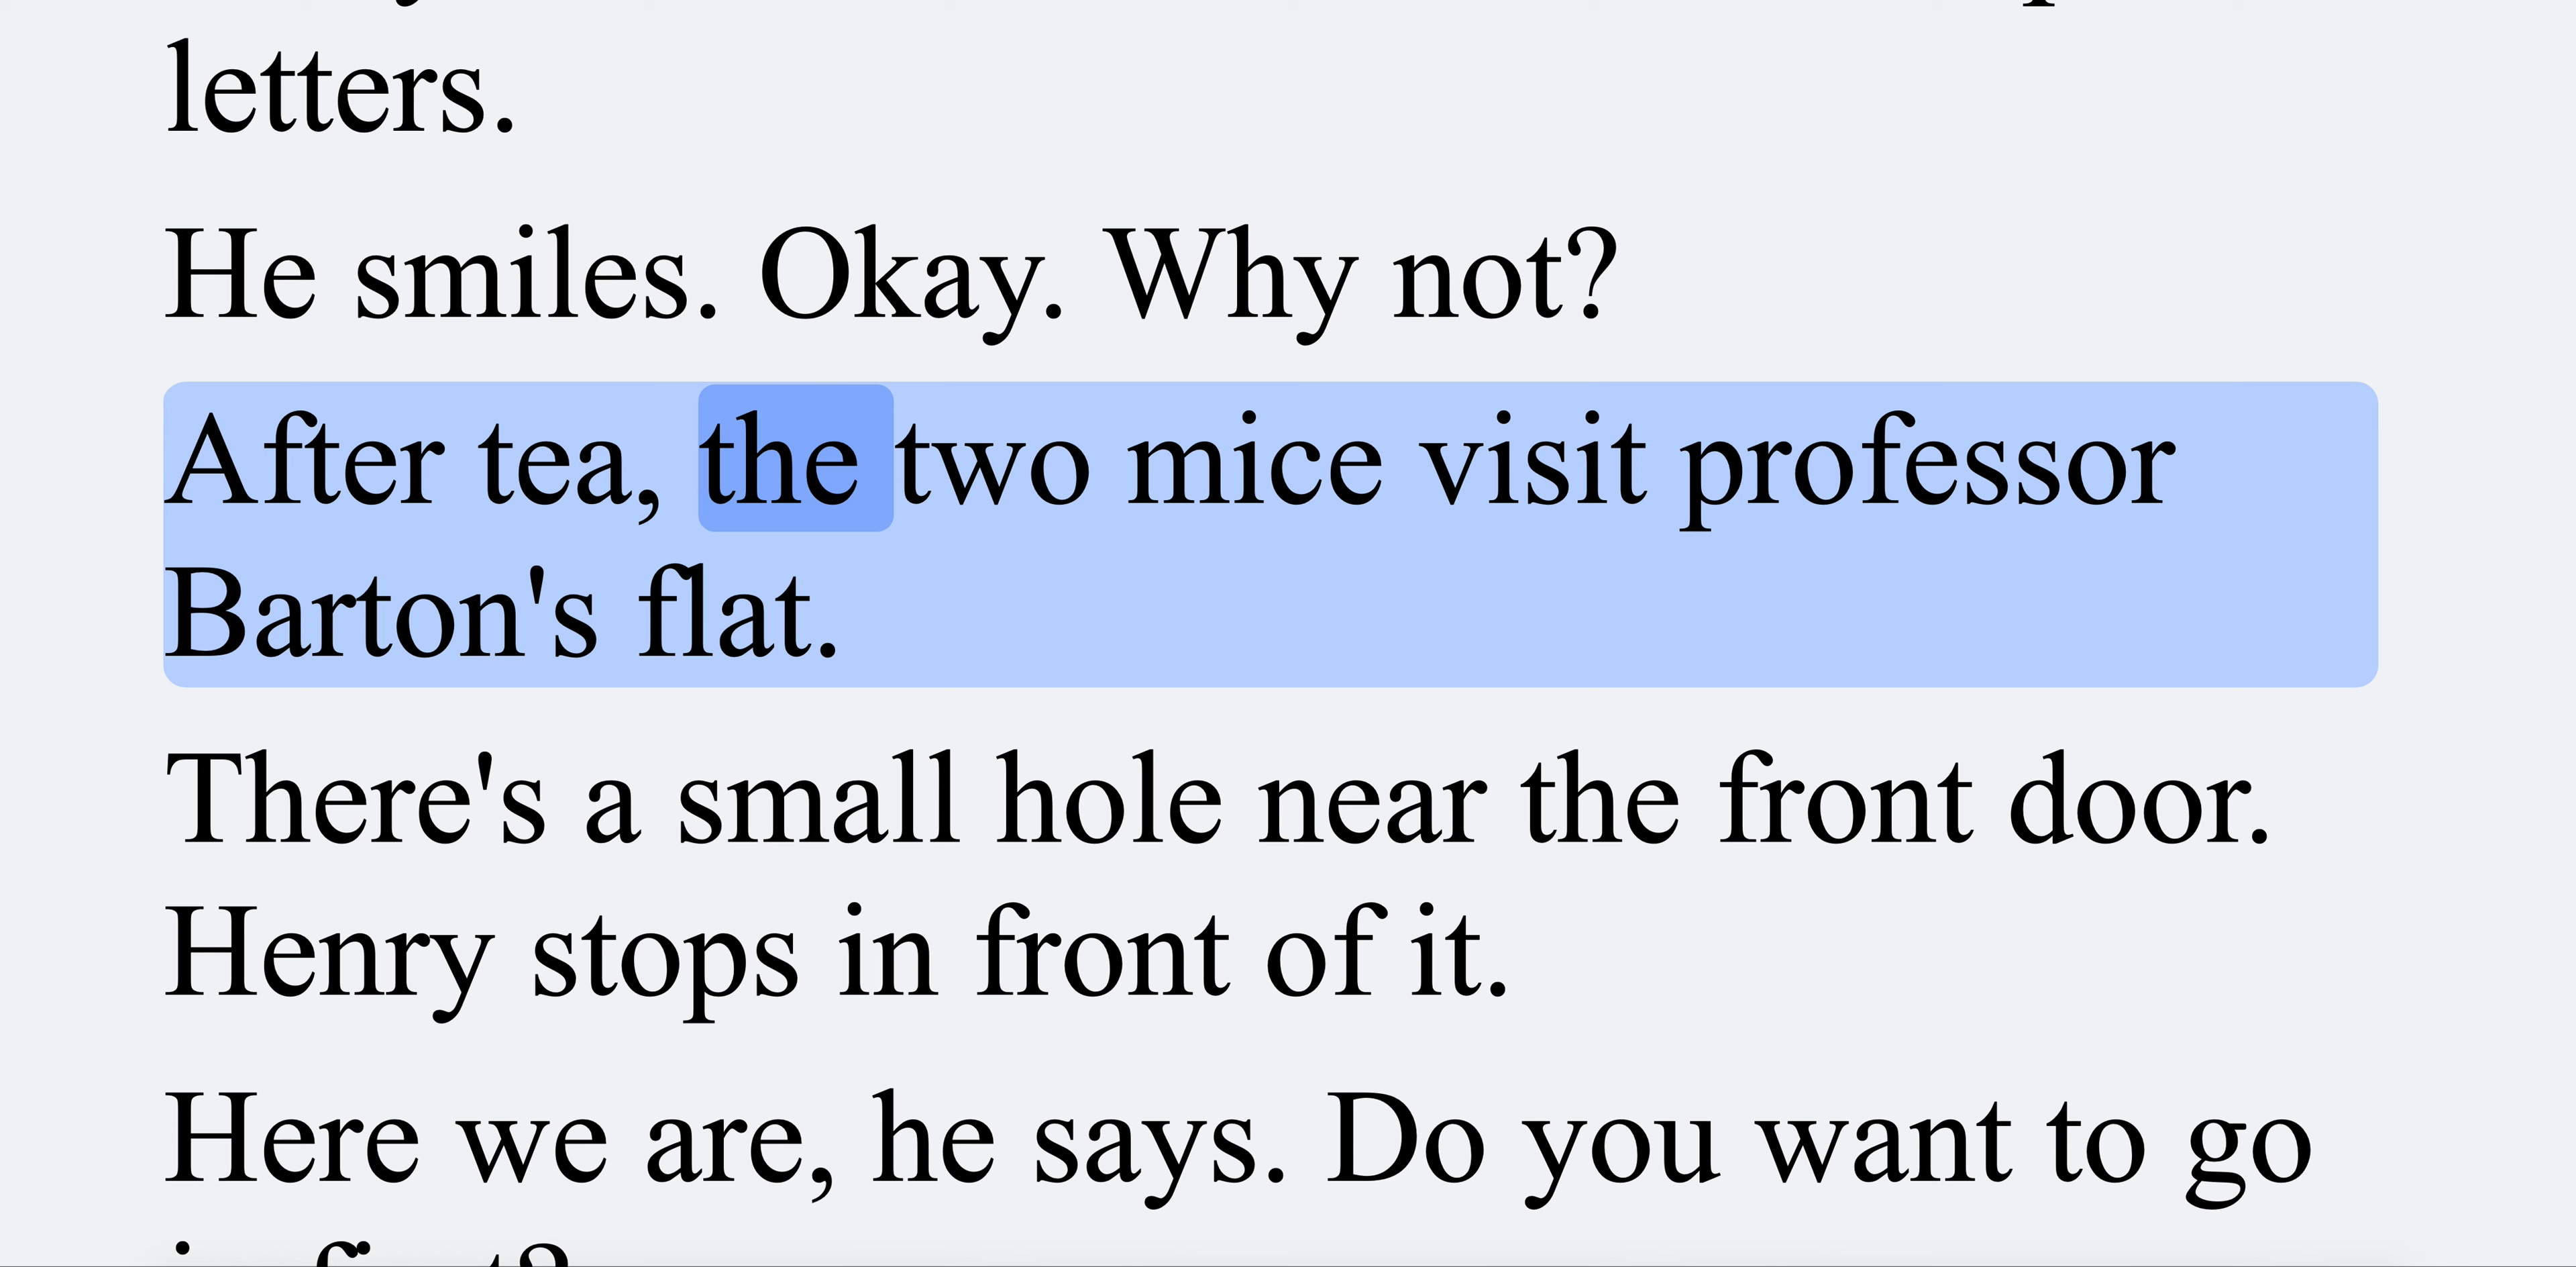 letters.
He smiles. Okay. Why not?
After tea, the two mice visit professor
Barton's flat.
There's a small hole near the front door.
Henry stops in front of it.
Here we are, he says. Do you want to go